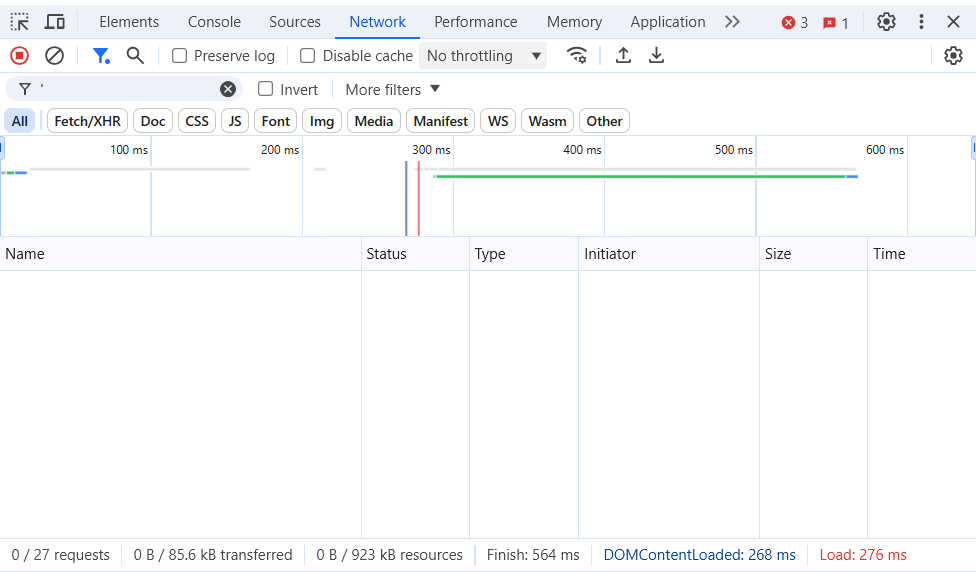 Elements Console Sources Network Performance Memory Application 3 1
Preserve log Disable cache No throttling
' Invert More filters
All Fetch/XHR Doc CSS JS Font Img Media Manifest WS Wasm Other
100 ms 200 ms 300 ms 400 ms 500 ms 600 ms
Name Status Type Initiator Size Time
0 / 27 requests 0 B / 85.6 kB transferred 0 B / 923 kB resources Finish: 564 ms DOMContentLoaded: 268 ms Load: 276 ms